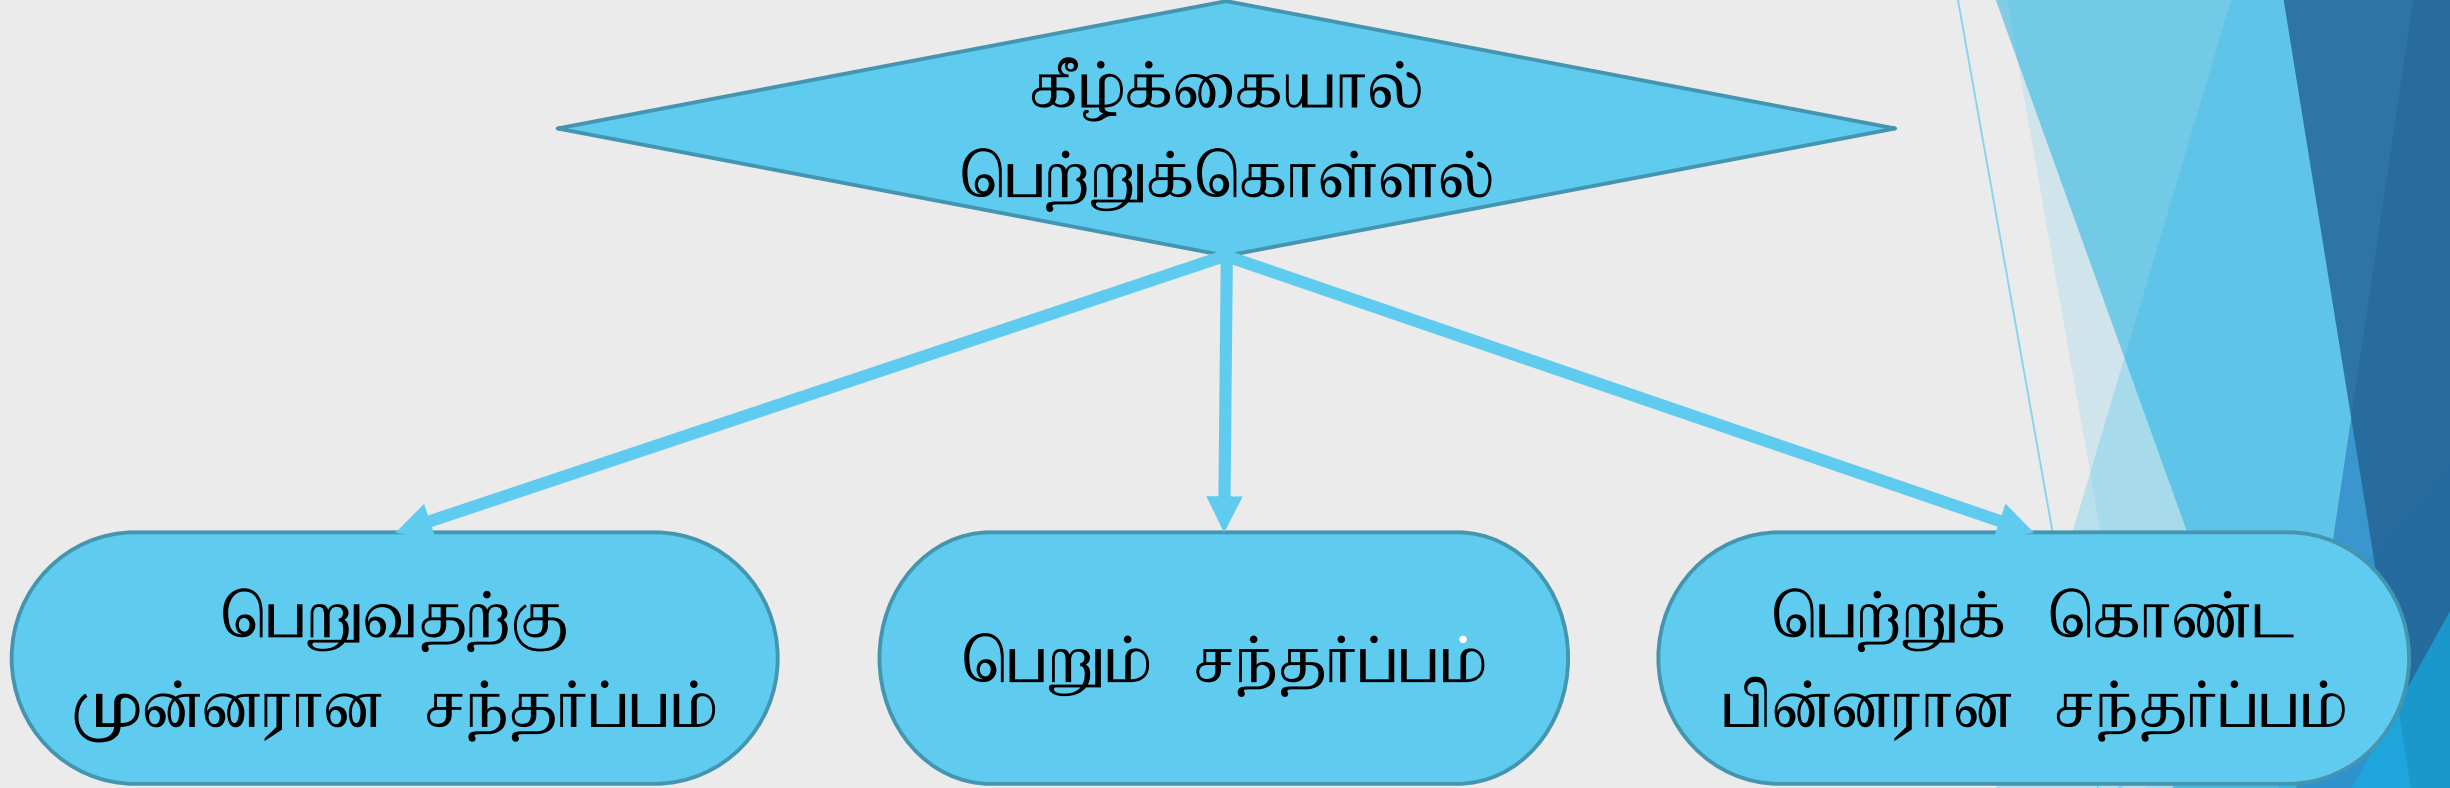 கீழ்க்கையால்
பெற்றுக்கொள்ளல்
பெறுவதற்கு
முன்னரான சந்தர்ப்பம்
பெறும் சந்தர்ப்பம்
பெற்றுக் கொண்ட
பின்னரான சந்தர்ப்பம்